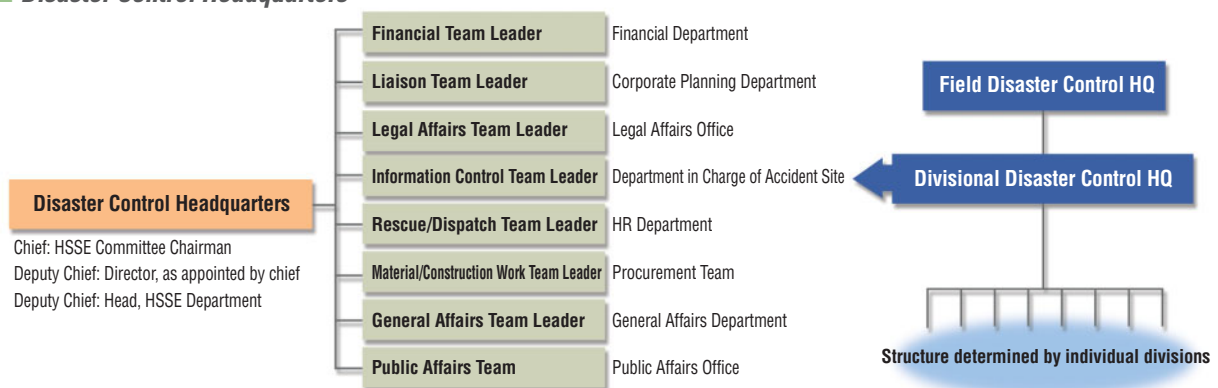 Disaster Control Headquarters
Financial Team Leader Financial Department
Liaison Team Leader Corporate Planning Department
Legal Affairs Team Leader Legal Affairs Office
Information Control Team Leader Department in Charge of Accident Site
Rescue/Dispatch Team Leader HR Department
Material/Construction Work Team Leader Procurement Team
General Affairs Team Leader General Affairs Department
Public Affairs Team Public Affairs Office
Disaster Control Headquarters
Chief: HSSE Committee Chairman
Deputy Chief: Director, as appointed by chief
Deputy Chief: Head, HSSE Department
Field Disaster Control HQ
Divisional Disaster Control HQ
Structure determined by individual divisions